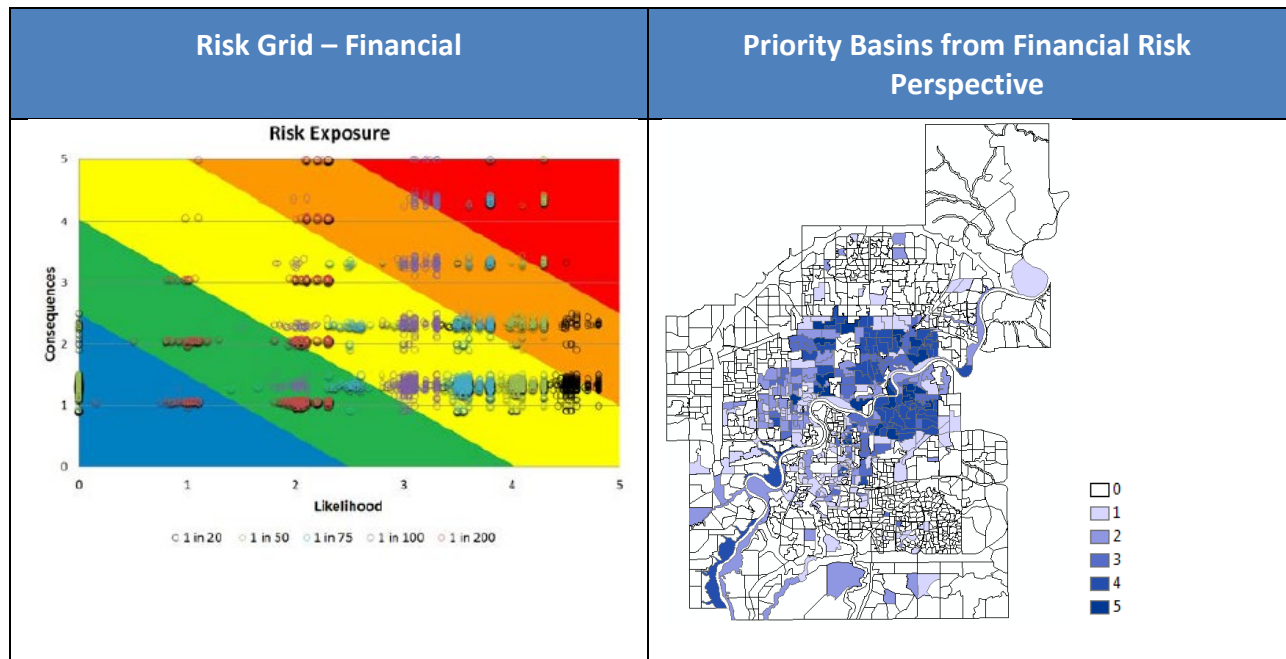 Risk Grid – Financial
Priority Basins from Financial Risk
Perspective
Risk Exposure
5
4
3
2
1
0
Consequences
0 1 2 3 4 5
Likelihood
1 in 20 1 in 50 1 in 75 1 in 100 1 in 200
0
1
2
3
4
5